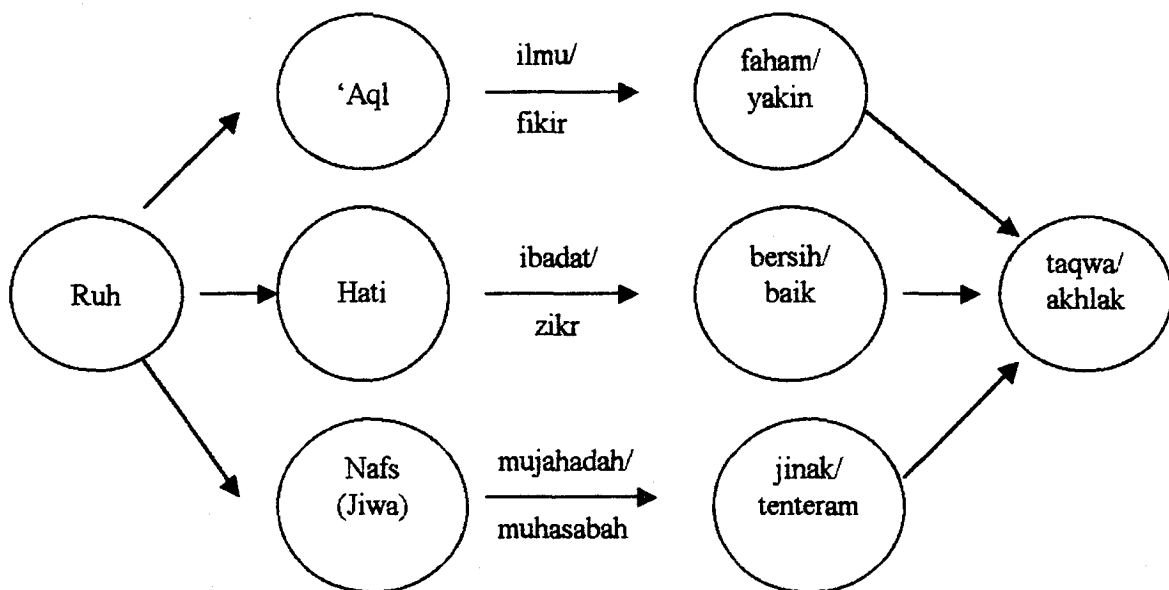 ‘Aql
ilmu/
fikir
faham/
yakin
Ruh
Hati
ibadat/
zikr
bersih/
baik
taqwa/
akhlak
Nafs
(Jiwa)
mujahadah/
muhasabah
jinak/
tenteram